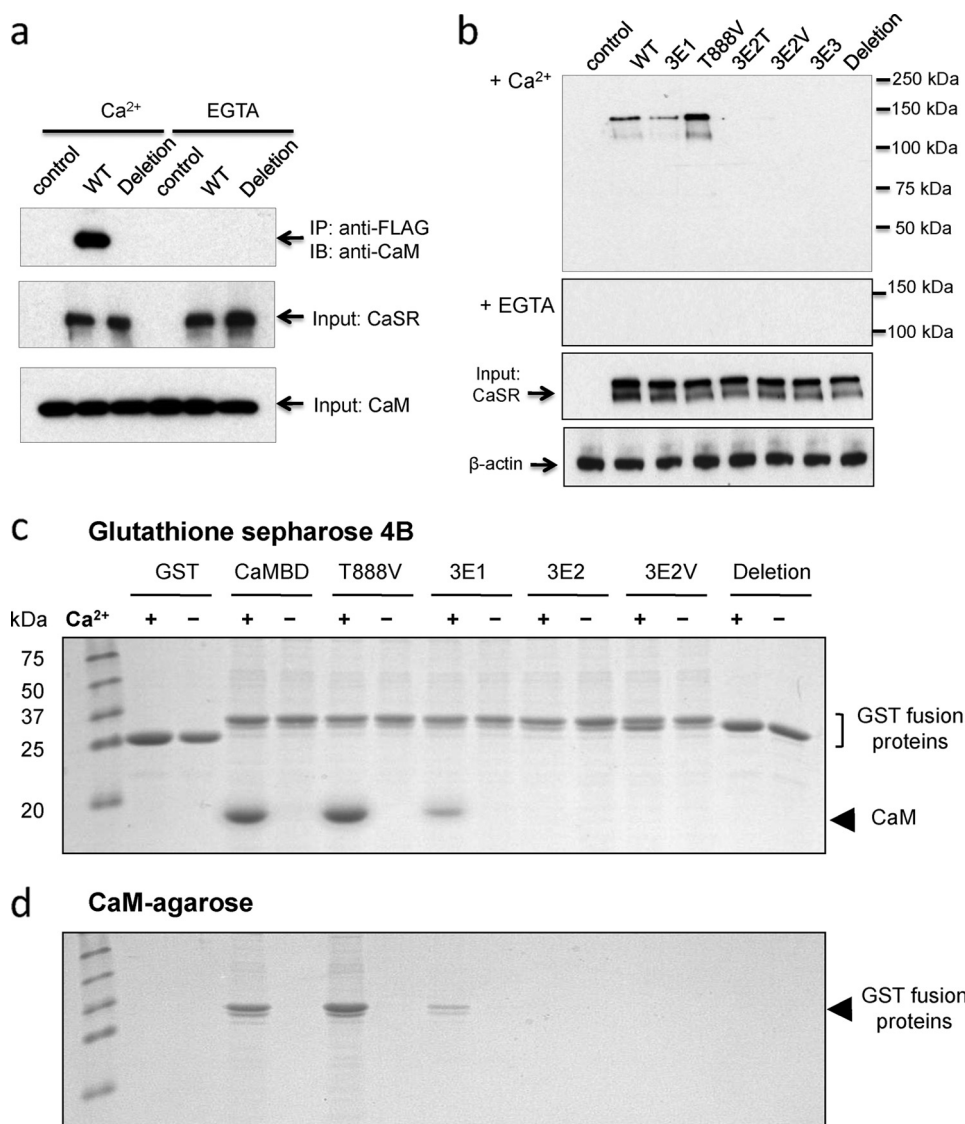 a
Ca²⁺ EGTA
control WT Deletion control WT Deletion
IP: anti-FLAG
IB: anti-CaM
Input: CaSR
Input: CaM
b
control WT 3E1 T888V 3E2T 3E2V 3E3 Deletion
+ Ca²⁺
250 kDa
150 kDa
100 kDa
75 kDa
50 kDa
+ EGTA
150 kDa
100 kDa
Input:
CaSR
β-actin
c Glutathione sepharose 4B
GST CaMBD T888V 3E1 3E2 3E2V Deletion
kDa Ca²⁺ + − + − + − + − + − + − + −
75
50
37
25
20
GST fusion
proteins
CaM
d CaM-agarose
GST fusion
proteins